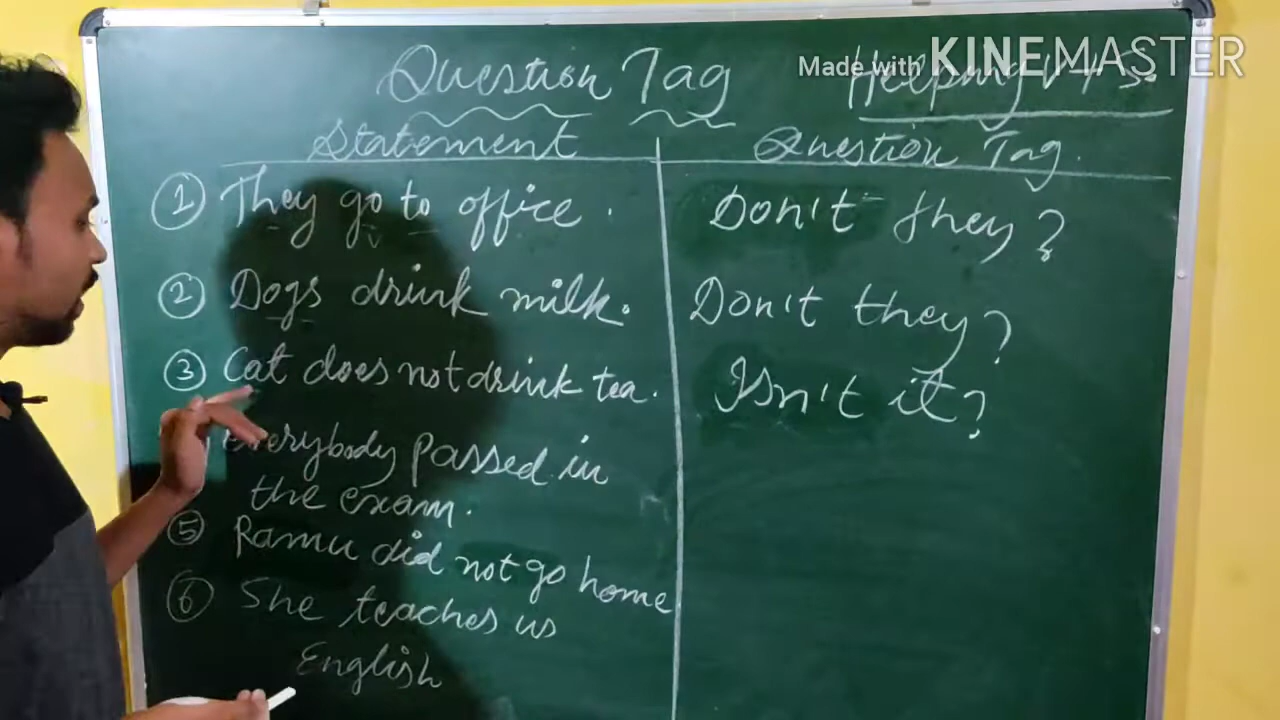 Made with KINEMASTER
Question Tag
Helping V + S.
Statement Question Tag.
① They go to office. Don't they?
② Dogs drink milk. Don't they?
③ Cat does not drink tea. Isn't it?
Everybody passed in
the exam.
⑤ Ramu did not go home
⑥ She teaches us
English